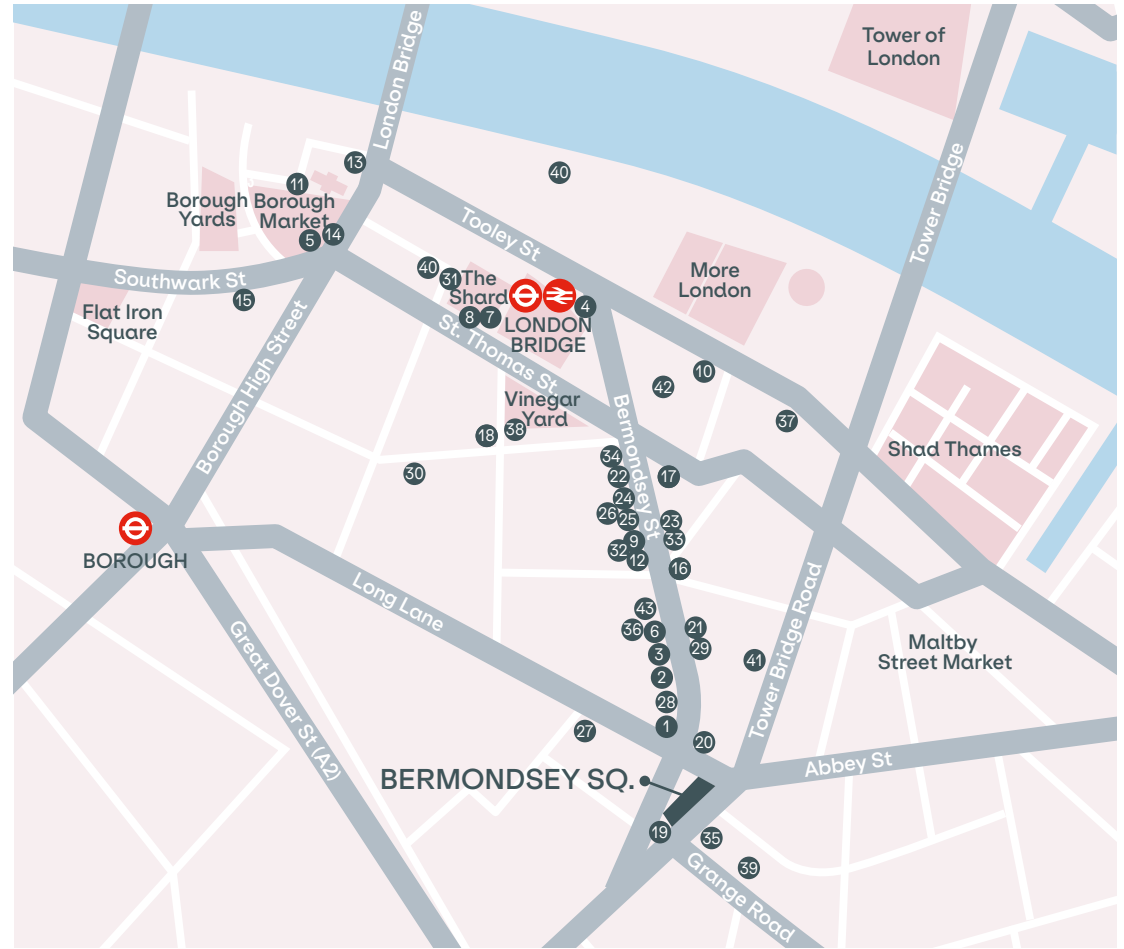 Tower of
London
London Bridge
13
40
11
Borough
Yards
Borough
Market
Tower Bridge
5
14
Tooley St
Southwark St
40
31
The
Shard
More
London
15
8
7
4
LONDON
BRIDGE
Flat Iron
Square
St. Thomas St.
Borough High Street
42
10
Vinegar
Yard
Bermondsey St
37
18
38
Shad Thames
30
34
22
17
24
26
25
23
33
9
32
12
16
BOROUGH
Long Lane
43
36
6
21
29
3
41
Maltby
Street Market
2
28
1
20
27
Tower Bridge Road
Great Dover St (A2)
Abbey St
BERMONDSEY SQ.
19
35
39
Grange Road